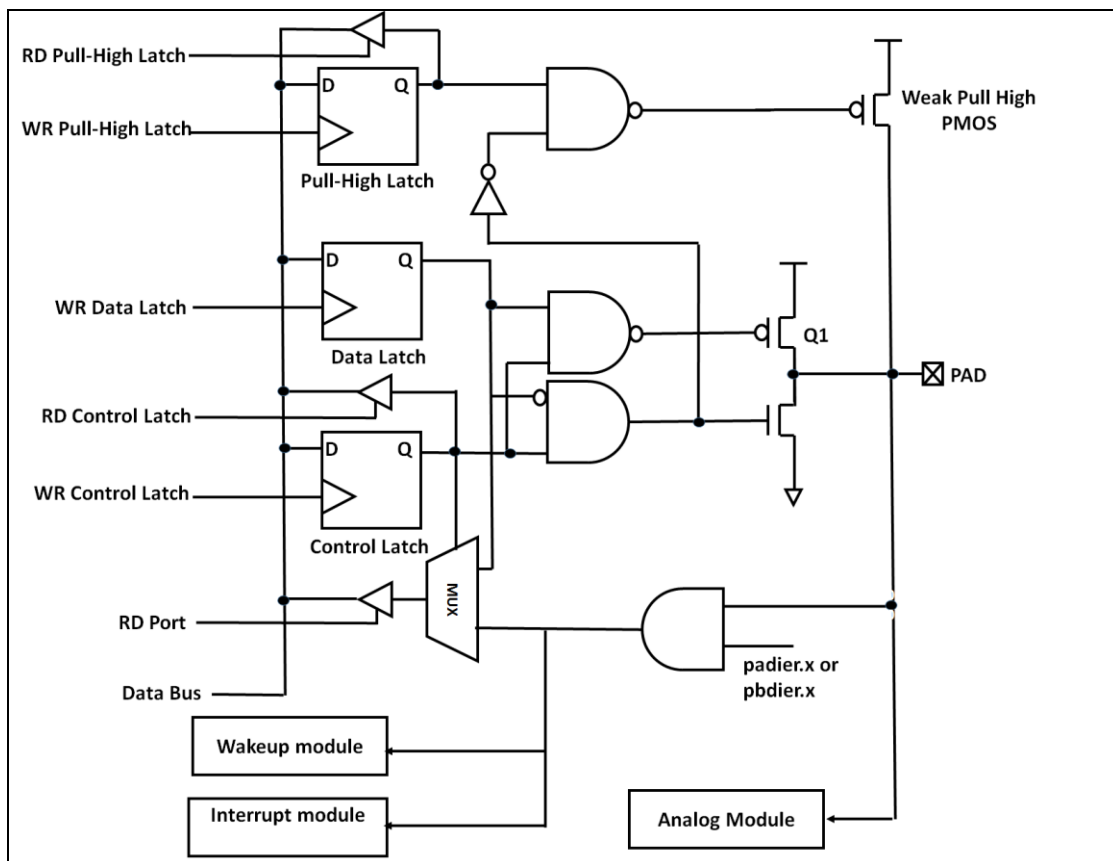 RD Pull-High Latch
D
Q
Weak Pull High
PMOS
WR Pull-High Latch
Pull-High Latch
D
Q
WR Data Latch
Q1
Data Latch
PAD
RD Control Latch
D
Q
WR Control Latch
Control Latch
MUX
RD Port
padier.x or
pbdier.x
Data Bus
Wakeup module
Interrupt module
Analog Module